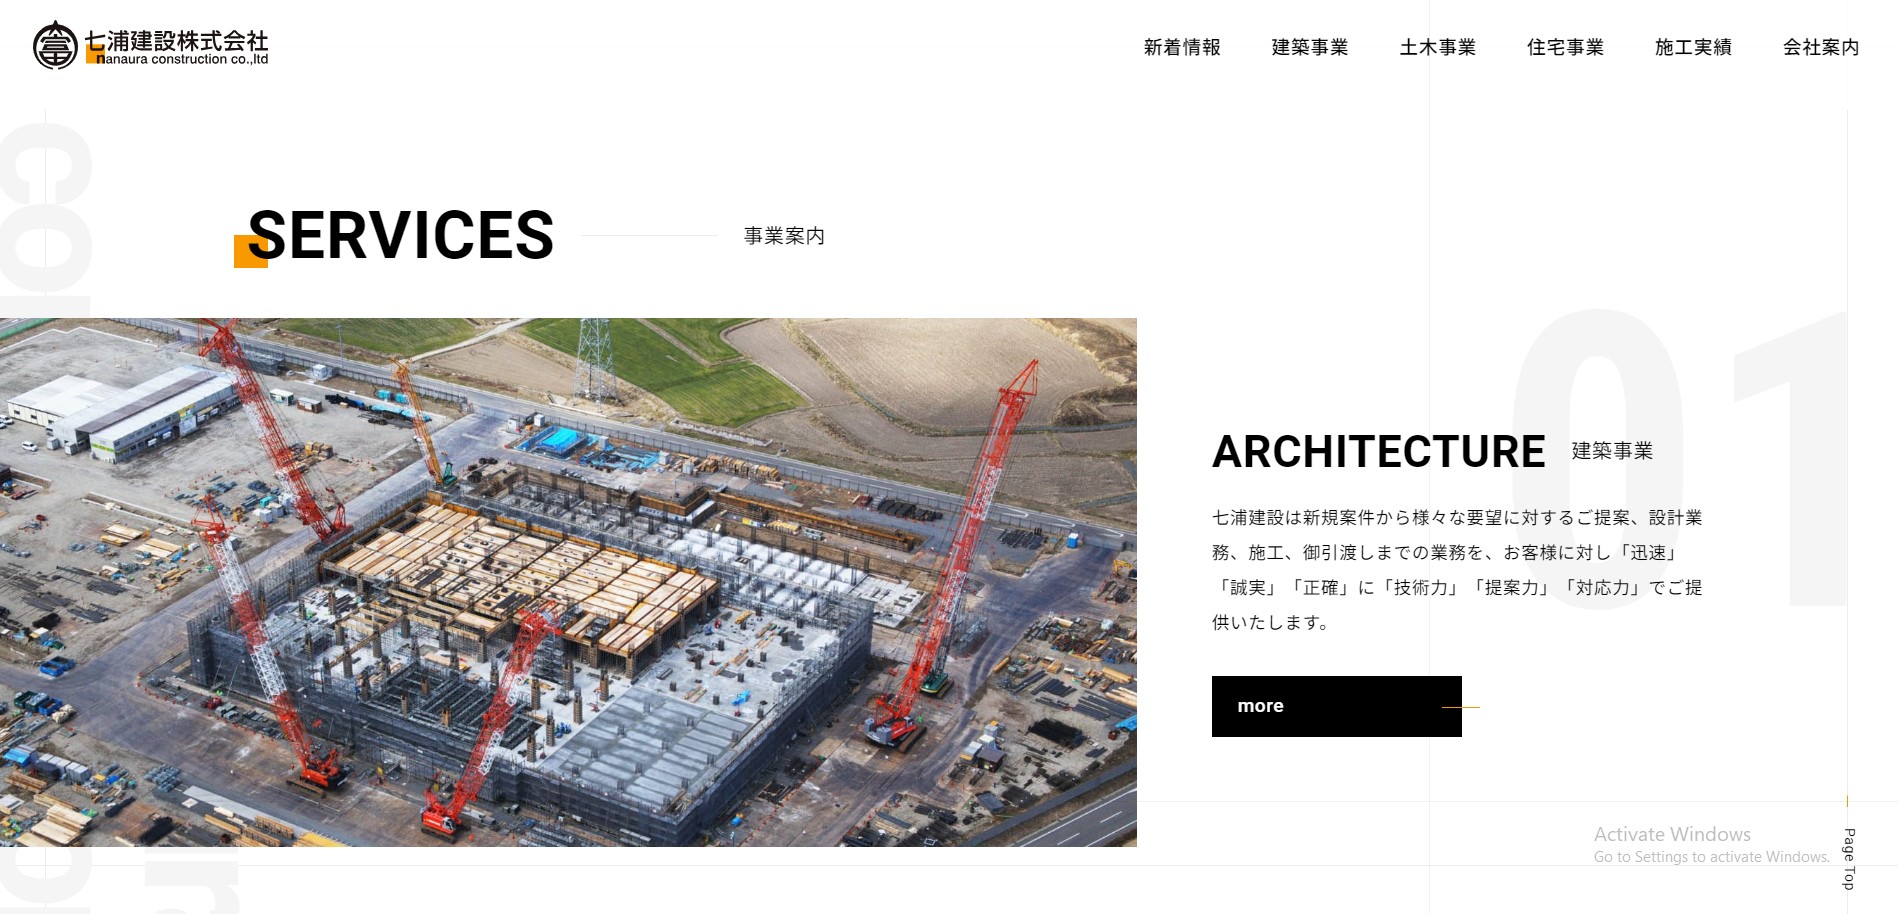 七浦建設株式会社
nanaura construction co.,ltd
新着情報 建築事業 土木事業 住宅事業 施工実績 会社案内
SERVICES 事業案内
01
ARCHITECTURE 建築事業
七浦建設は新規案件から様々な要望に対するご提案、設計業
務、施工、御引渡しまでの業務を、お客様に対し「迅速」
「誠実」「正確」に「技術力」「提案力」「対応力」でご提
供いたします。
more
Activate Windows
Go to Settings to activate Windows.
Page Top